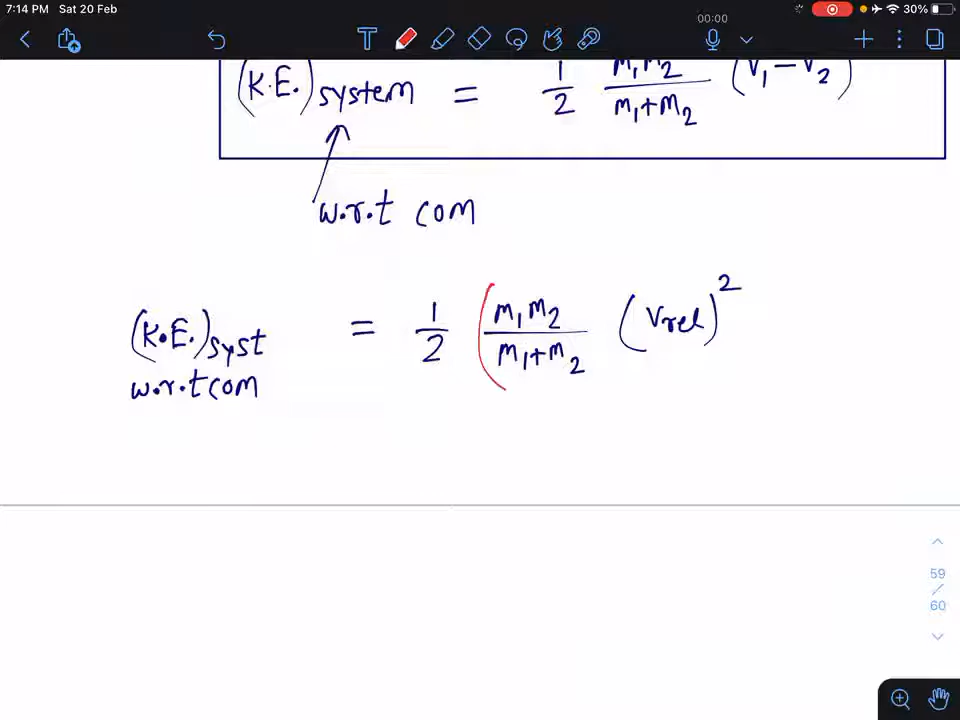 7:14 PM Sat 20 Feb
30%
00:00
(K.E.)system = 1/2 m1m2/m1+m2 (v1 - v2)
w.r.t com
(K.E.)syst = 1/2 (m1m2/m1+m2 (vrel)^2
w.r.t com
59
/
60